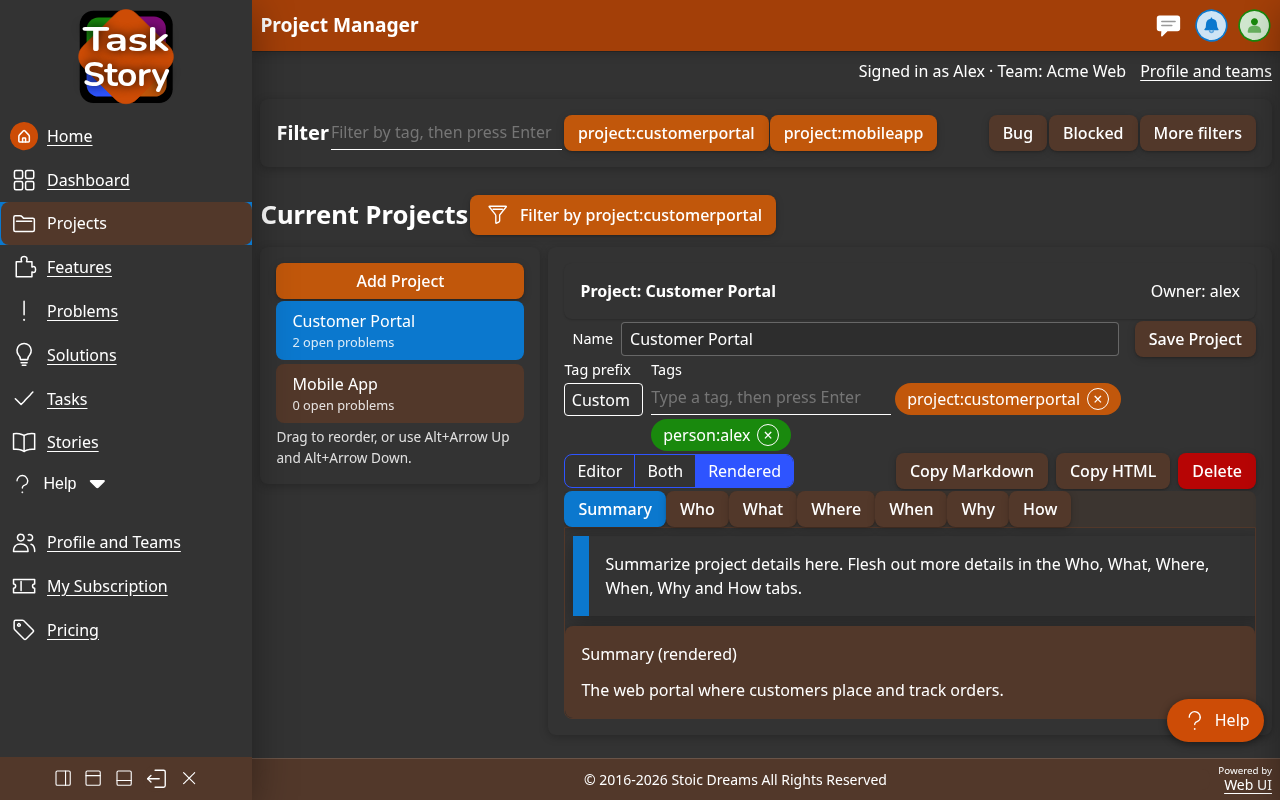 Task
Story
Home
Dashboard
Projects
Features
Problems
Solutions
Tasks
Stories
Help
Profile and Teams
My Subscription
Pricing
Project Manager
Signed in as Alex · Team: Acme Web Profile and teams
Filter Filter by tag, then press Enter project:customerportal project:mobileapp Bug Blocked More filters
Current Projects Filter by project:customerportal
Add Project
Customer Portal
2 open problems
Mobile App
0 open problems
Drag to reorder, or use Alt+Arrow Up
and Alt+Arrow Down.
Project: Customer Portal Owner: alex
Name Customer Portal Save Project
Tag prefix Tags
Custom Type a tag, then press Enter project:customerportal
person:alex
Editor Both Rendered Copy Markdown Copy HTML Delete
Summary Who What Where When Why How
Summarize project details here. Flesh out more details in the Who, What, Where,
When, Why and How tabs.
Summary (rendered)
The web portal where customers place and track orders.
Help
© 2016-2026 Stoic Dreams All Rights Reserved
Powered by
Web UI